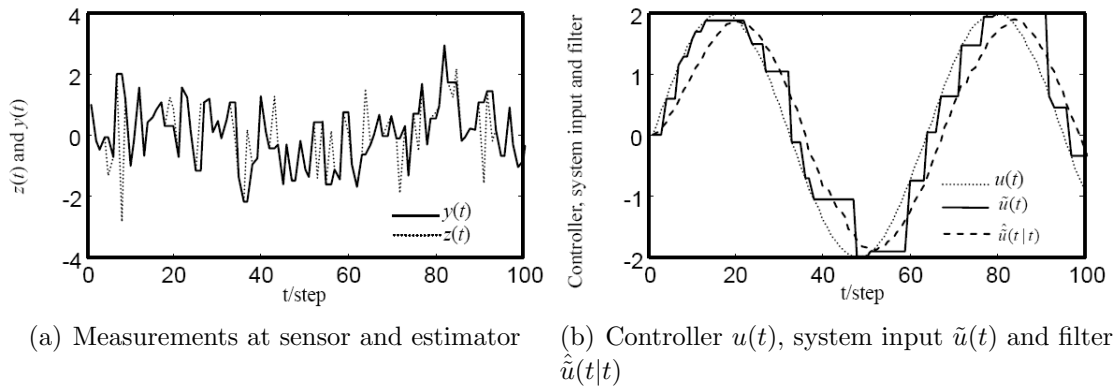 4
2
0
-2
-4
z(t) and y(t)
y(t)
z(t)
0 20 40 60 80 100
t/step
2
1
0
-1
-2
Controller, system input and filter
u(t)
ũ(t)
û̃(t|t)
0 20 40 60 80 100
t/step
(a) Measurements at sensor and estimator
(b) Controller u(t), system input ũ(t) and filter
ũ̂(t|t)